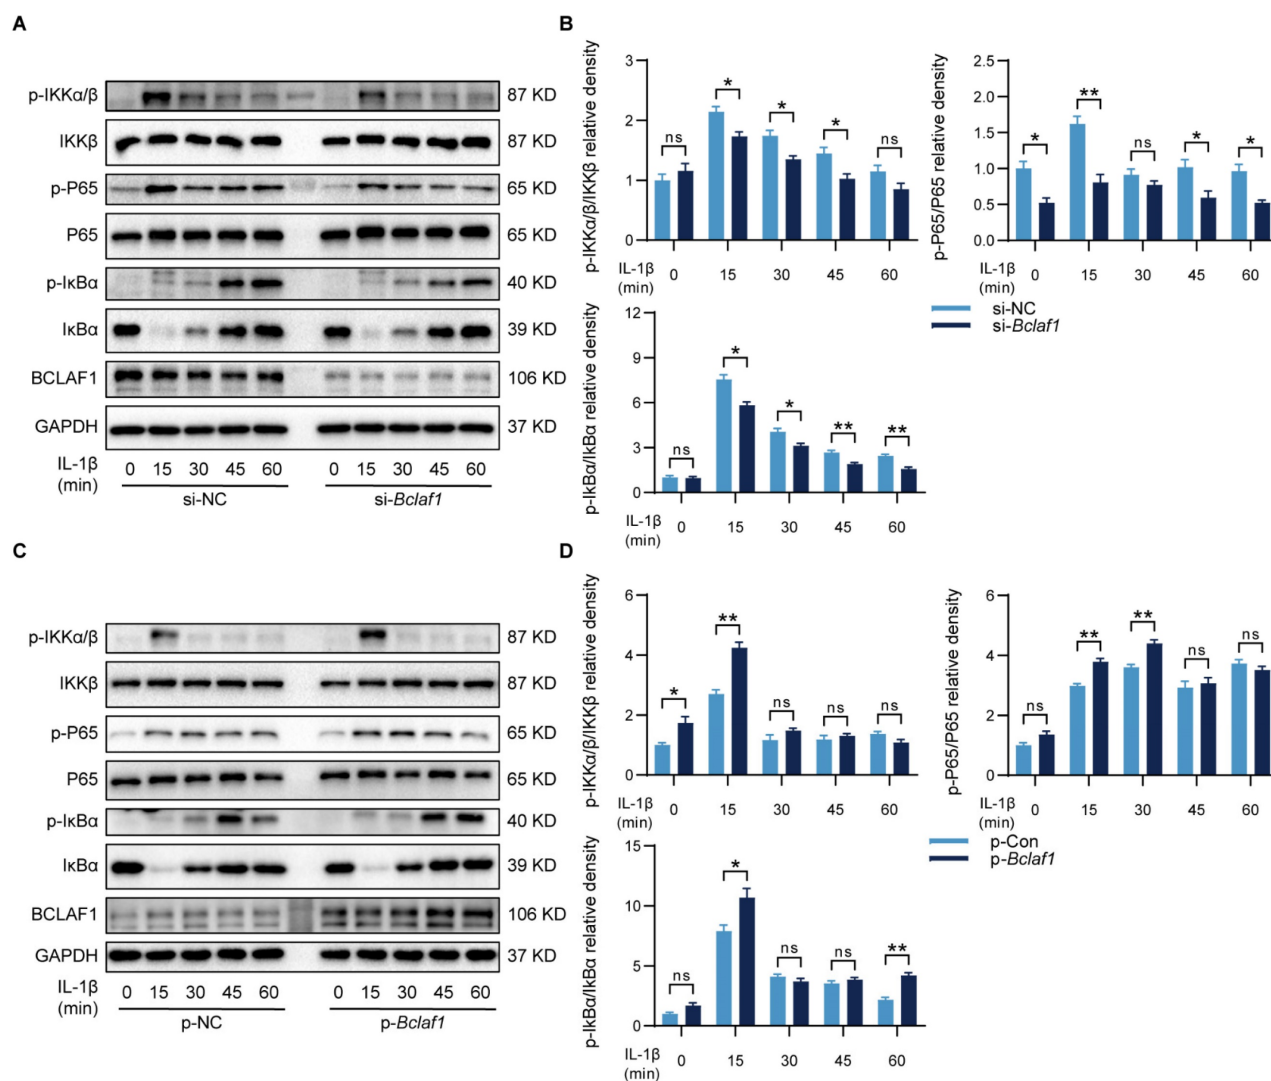 A
p-IKKα/β
87 KD
IKKβ
87 KD
p-P65
65 KD
P65
65 KD
p-IκBα
40 KD
IκBα
39 KD
BCLAF1
106 KD
GAPDH
37 KD
IL-1β
(min)
0 15 30 45 60 0 15 30 45 60
si-NC
si-Bclaf1
B
p-IKKα/β/IKKβ relative density
3
2
1
0
ns * * * ns
IL-1β
(min)
0 15 30 45 60
p-P65/P65 relative density
2.5
2.0
1.5
1.0
0.5
0.0
* ** ns * *
IL-1β
(min)
0 15 30 45 60
si-NC
si-Bclaf1
p-IkBα/IkBα relative density
12
9
6
3
0
ns * * ** **
IL-1β
(min)
0 15 30 45 60
C
p-IKKα/β
87 KD
IKKβ
87 KD
p-P65
65 KD
P65
65 KD
p-IκBα
40 KD
IκBα
39 KD
BCLAF1
106 KD
GAPDH
37 KD
IL-1β
(min)
0 15 30 45 60 0 15 30 45 60
p-NC
p-Bclaf1
D
p-IKKα/β/IKKβ relative density
6
4
2
0
* ** ns ns ns
IL-1β
(min)
0 15 30 45 60
p-P65/P65 relative density
6
4
2
0
ns ** ** ns ns
IL-1β
(min)
0 15 30 45 60
p-Con
p-Bclaf1
p-IkBα/IkBα relative density
15
10
5
0
ns * ns ns **
IL-1β
(min)
0 15 30 45 60